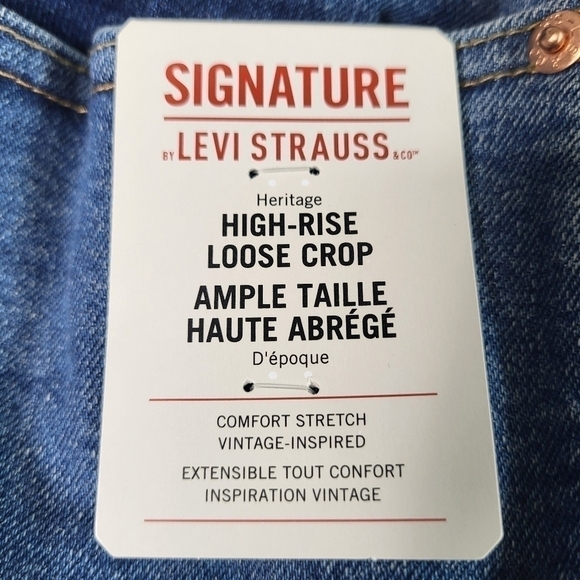 SIGNATURE
BY LEVI STRAUSS & CO™
Heritage
HIGH-RISE
LOOSE CROP
AMPLE TAILLE
HAUTE ABRÉGÉ
D'époque
COMFORT STRETCH
VINTAGE-INSPIRED
EXTENSIBLE TOUT CONFORT
INSPIRATION VINTAGE